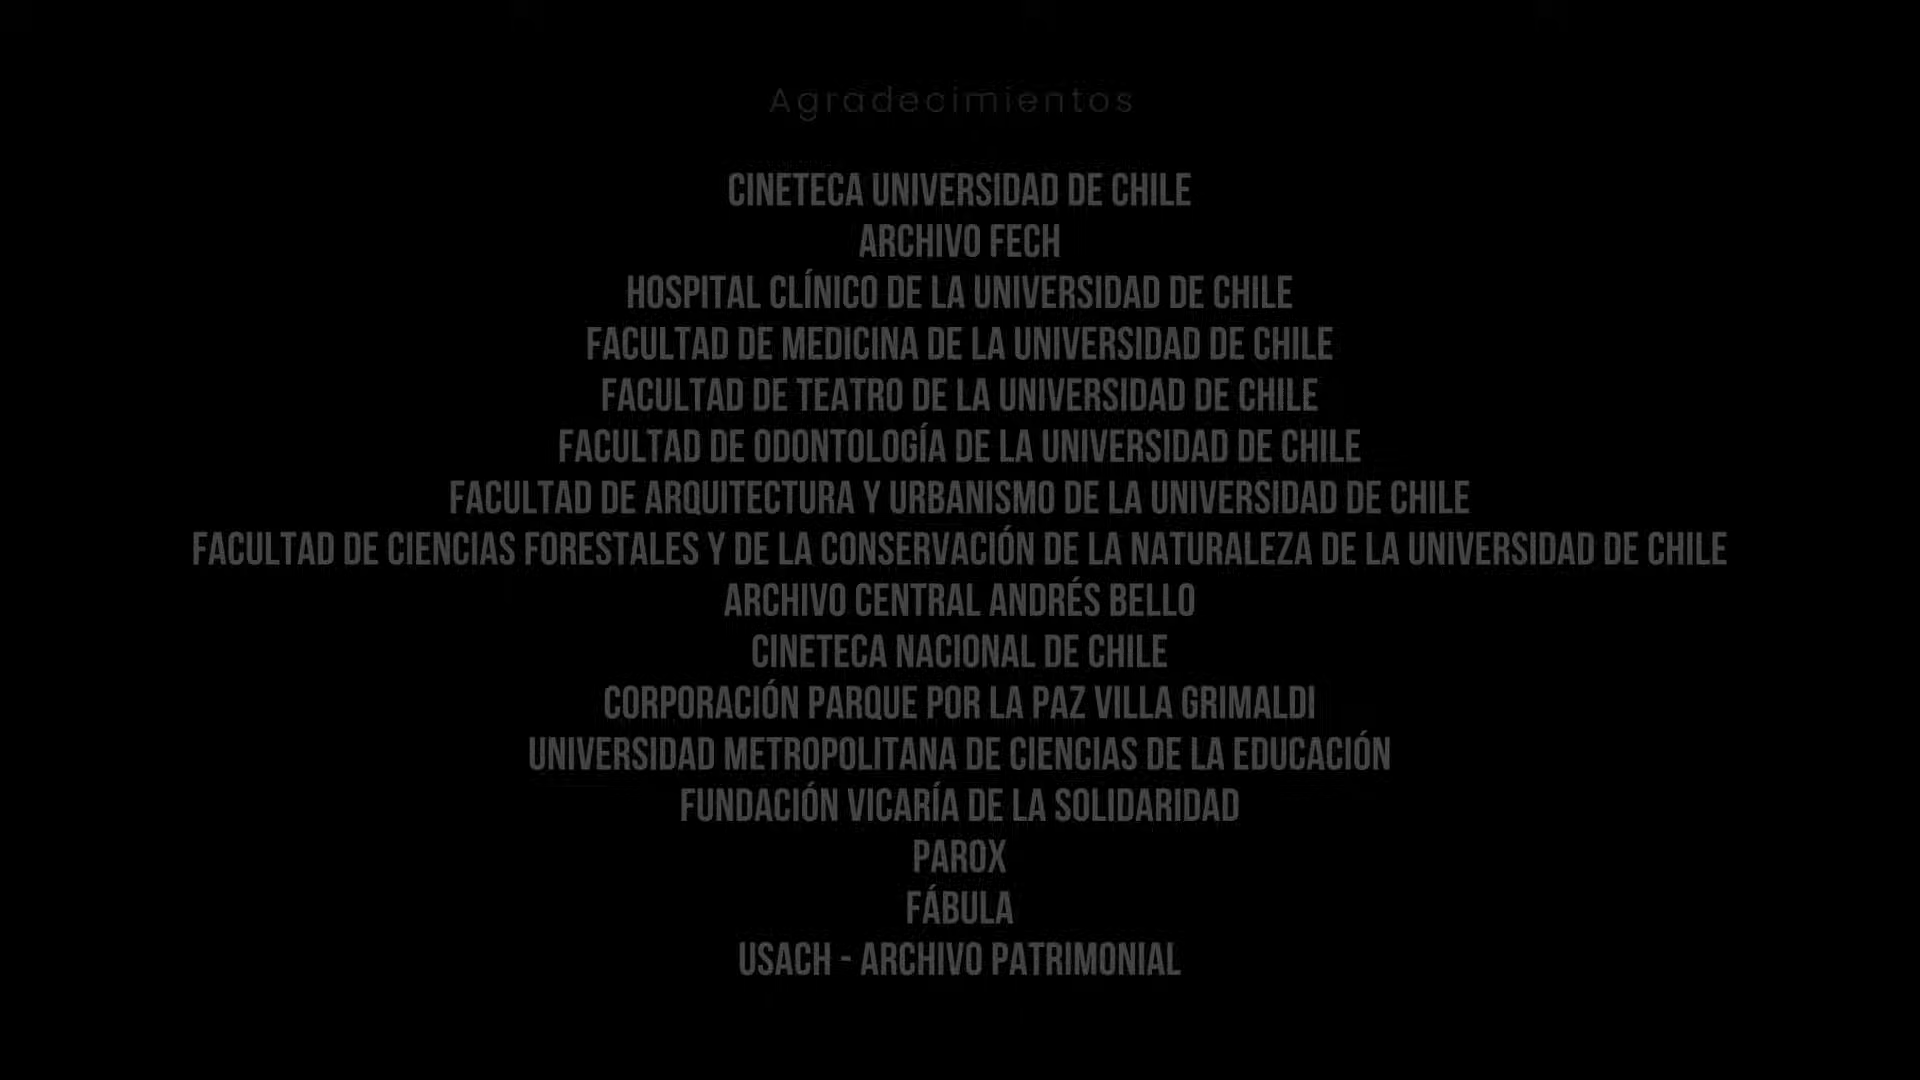 Agradecimientos
CINETECA UNIVERSIDAD DE CHILE
ARCHIVO FECH
HOSPITAL CLÍNICO DE LA UNIVERSIDAD DE CHILE
FACULTAD DE MEDICINA DE LA UNIVERSIDAD DE CHILE
FACULTAD DE TEATRO DE LA UNIVERSIDAD DE CHILE
FACULTAD DE ODONTOLOGÍA DE LA UNIVERSIDAD DE CHILE
FACULTAD DE ARQUITECTURA Y URBANISMO DE LA UNIVERSIDAD DE CHILE
FACULTAD DE CIENCIAS FORESTALES Y DE LA CONSERVACIÓN DE LA NATURALEZA DE LA UNIVERSIDAD DE CHILE
ARCHIVO CENTRAL ANDRÉS BELLO
CINETECA NACIONAL DE CHILE
CORPORACIÓN PARQUE POR LA PAZ VILLA GRIMALDI
UNIVERSIDAD METROPOLITANA DE CIENCIAS DE LA EDUCACIÓN
FUNDACIÓN VICARÍA DE LA SOLIDARIDAD
PAROX
FÁBULA
USACH - ARCHIVO PATRIMONIAL